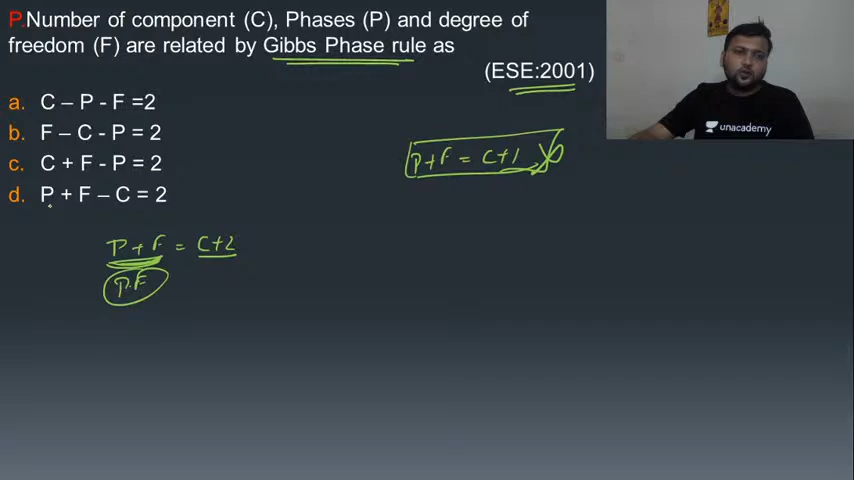 P.Number of component (C), Phases (P) and degree of
freedom (F) are related by Gibbs Phase rule as
(ESE:2001)
a. C – P - F =2
b. F – C - P = 2
c. C + F - P = 2
d. P + F – C = 2
P+F = C+1
P + F = C+2
P.F
unacademy